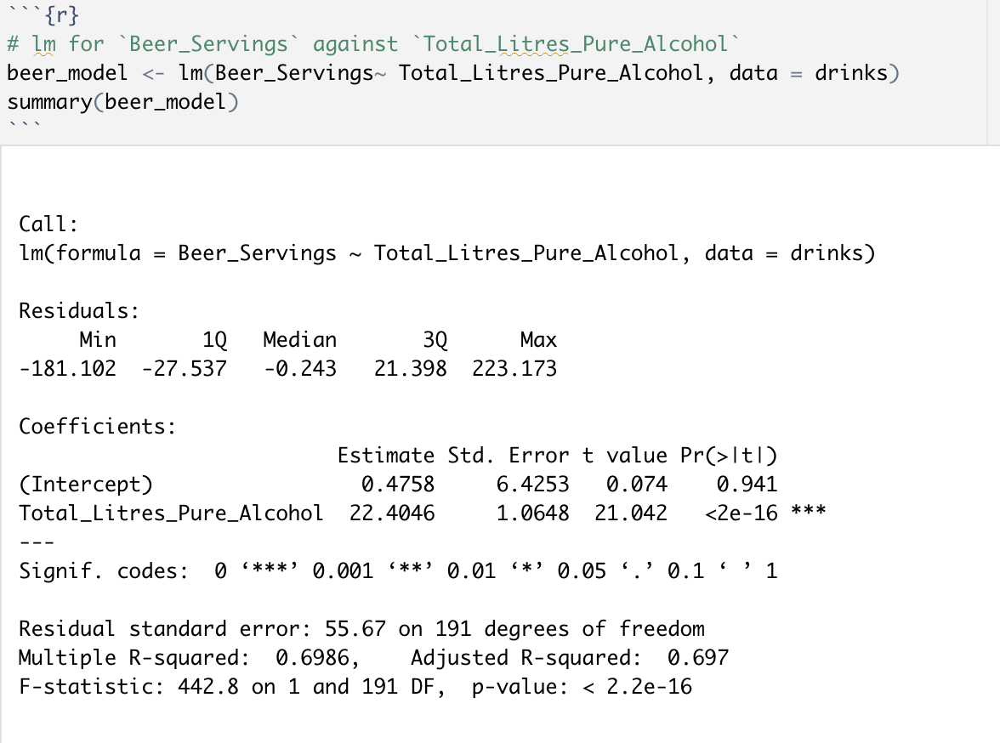 ```{r}
# lm for `Beer_Servings` against `Total_Litres_Pure_Alcohol`
beer_model <- lm(Beer_Servings~ Total_Litres_Pure_Alcohol, data = drinks)
summary(beer_model)
```
Call:
lm(formula = Beer_Servings ~ Total_Litres_Pure_Alcohol, data = drinks)
Residuals:
     Min       1Q   Median       3Q      Max
-181.102  -27.537   -0.243   21.398  223.173
Coefficients:
                          Estimate Std. Error t value Pr(>|t|)
(Intercept)                 0.4758     6.4253   0.074    0.941
Total_Litres_Pure_Alcohol  22.4046     1.0648  21.042   <2e-16 ***
---
Signif. codes:  0 ‘***’ 0.001 ‘**’ 0.01 ‘*’ 0.05 ‘.’ 0.1 ‘ ’ 1
Residual standard error: 55.67 on 191 degrees of freedom
Multiple R-squared:  0.6986,    Adjusted R-squared:  0.697
F-statistic: 442.8 on 1 and 191 DF,  p-value: < 2.2e-16